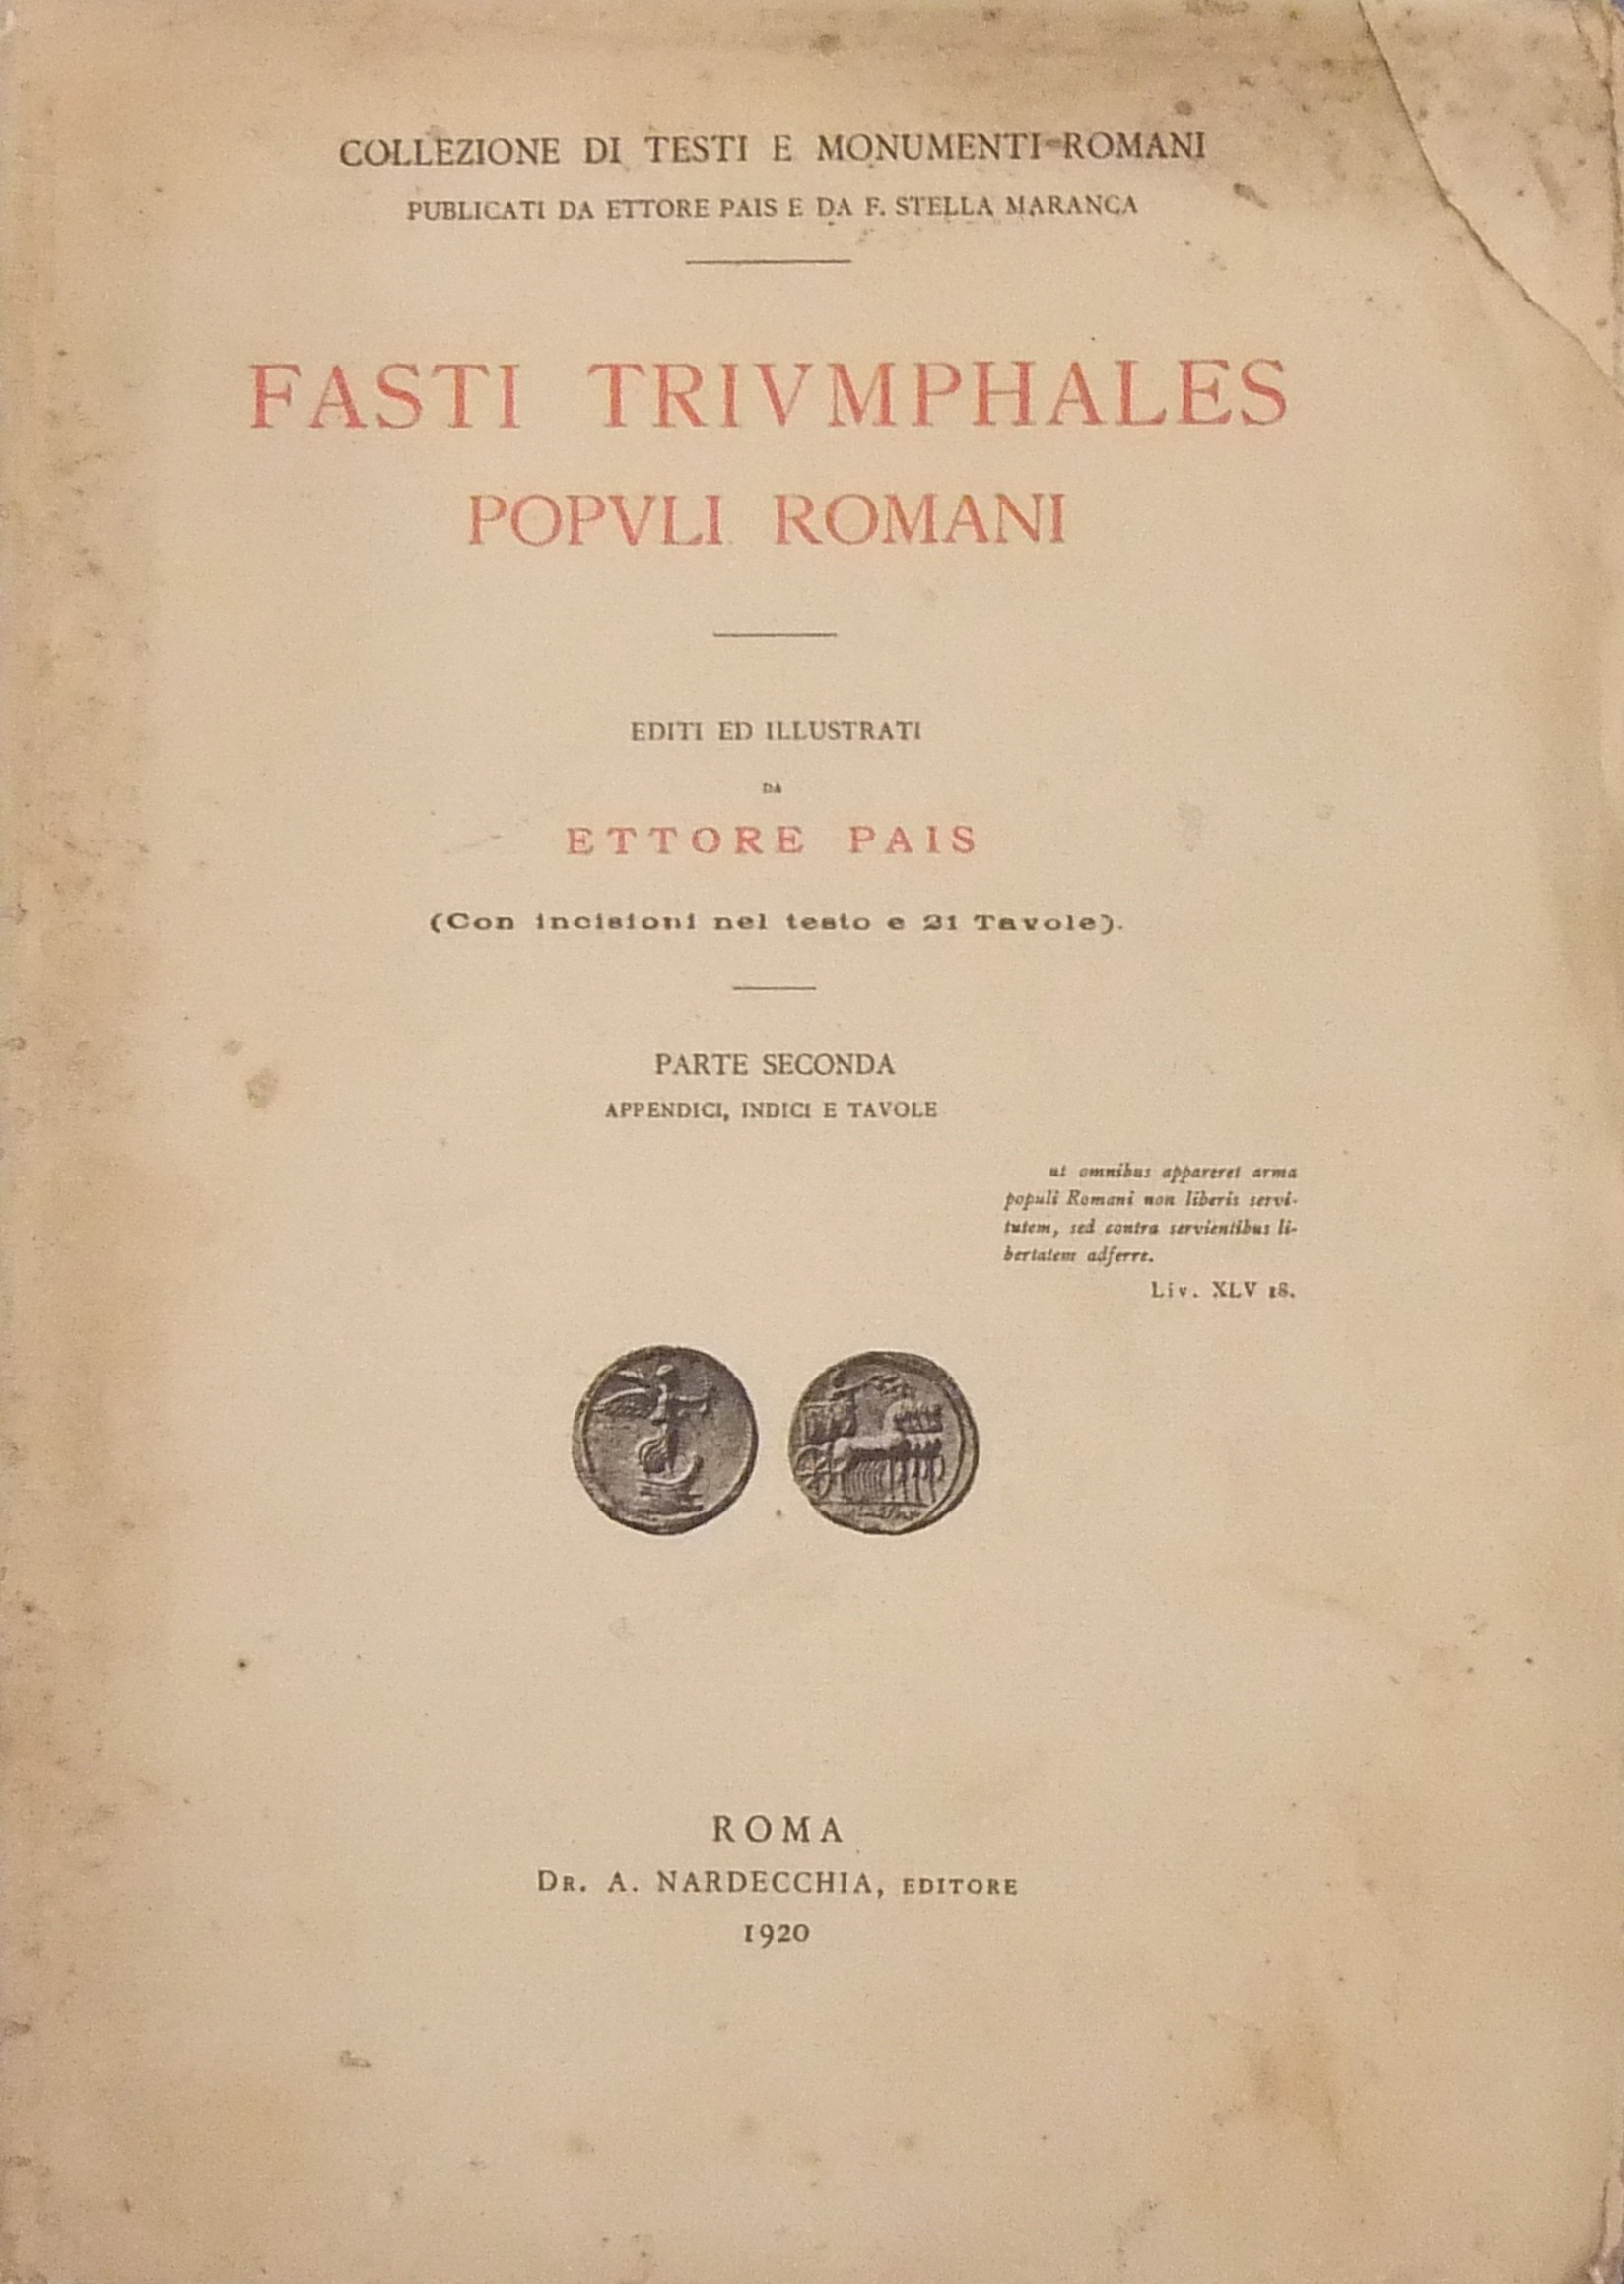 COLLEZIONE DI TESTI E MONUMENTI ROMANI
PUBLICATI DA ETTORE PAIS E DA F. STELLA MARANCA
FASTI TRIVMPHALES
POPVLI ROMANI
EDITI ED ILLUSTRATI
DA
ETTORE PAIS
(Con incisioni nel testo e 21 Tavole).
PARTE SECONDA
APPENDICI, INDICI E TAVOLE
ut omnibus appareret arma
populi Romani non liberis servi-
tutem, sed contra servientibus li-
bertatem adferre.
Liv. XLV 18.
ROMA
DR. A. NARDECCHIA, EDITORE
1920